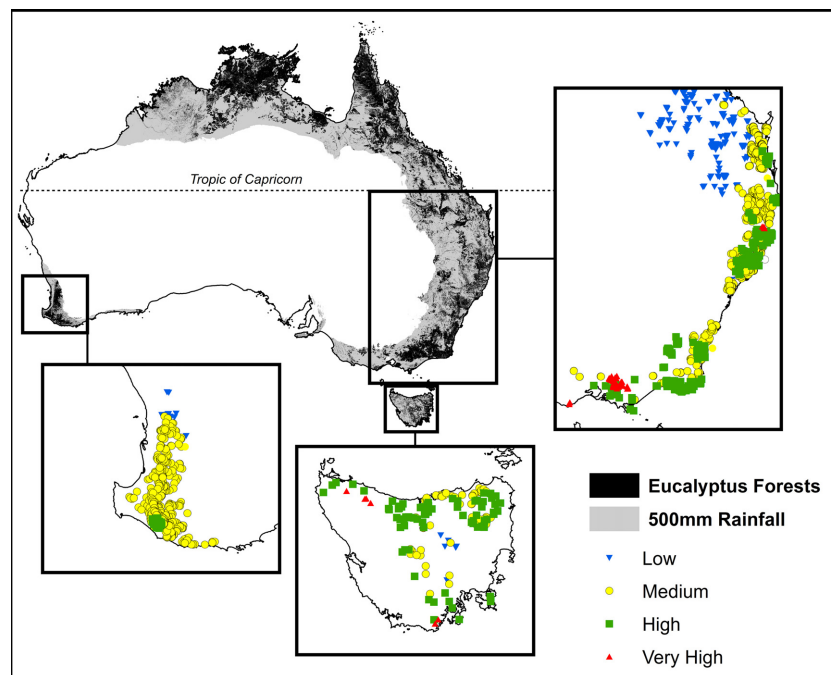 Tropic of Capricorn
Eucalyptus Forests
500mm Rainfall
Low
Medium
High
Very High